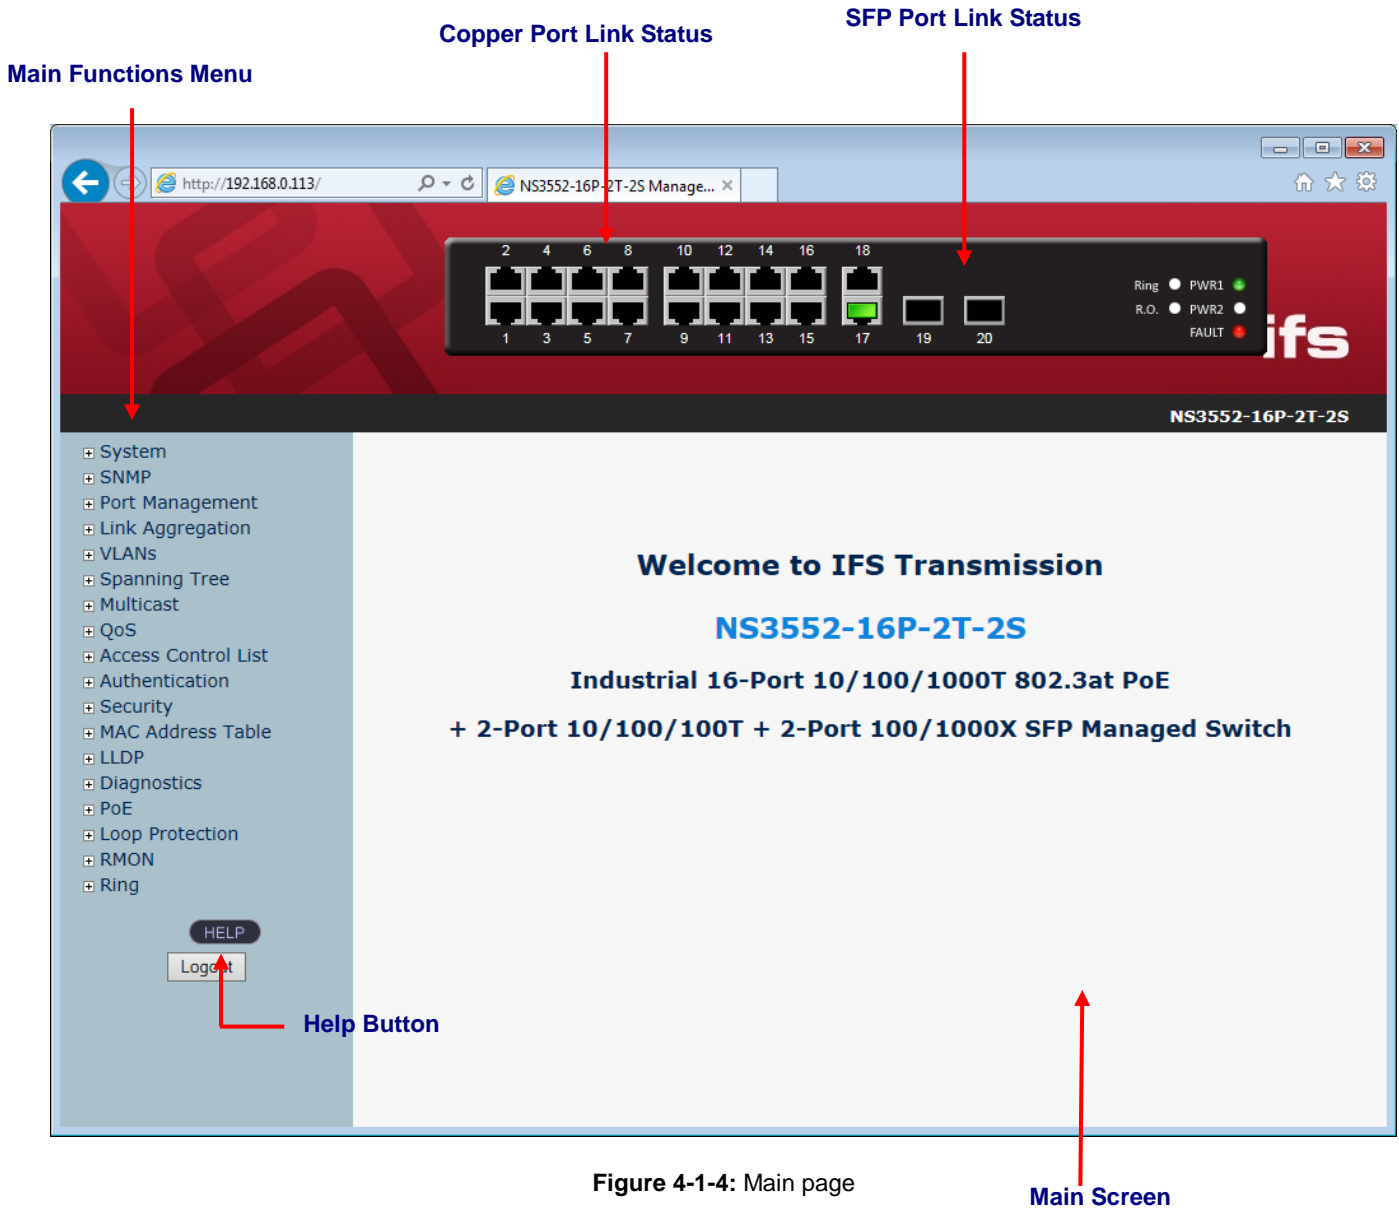 SFP Port Link Status
Copper Port Link Status
Main Functions Menu
http://192.168.0.113/
NS3552-16P-2T-2S Manage...
2 4 6 8 10 12 14 16 18
Ring PWR1
R.O. PWR2
FAULT
1 3 5 7 9 11 13 15 17 19 20
ifs
NS3552-16P-2T-2S
System
SNMP
Port Management
Link Aggregation
VLANs
Spanning Tree
Multicast
QoS
Access Control List
Authentication
Security
MAC Address Table
LLDP
Diagnostics
PoE
Loop Protection
RMON
Ring
HELP
Logout
Welcome to IFS Transmission
NS3552-16P-2T-2S
Industrial 16-Port 10/100/1000T 802.3at PoE
+ 2-Port 10/100/100T + 2-Port 100/1000X SFP Managed Switch
Help Button
Figure 4-1-4: Main page
Main Screen